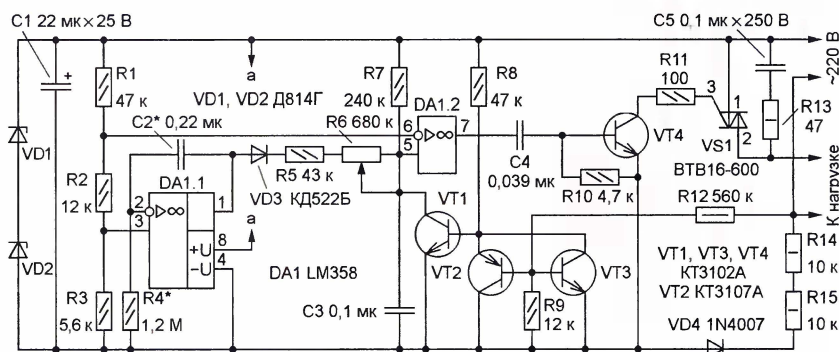 C1 22 мк×25 В
C5 0,1 мк×250 В
~220 В
a
R1
47 к
VD1, VD2 Д814Г
R7
240 к
DA1.2
R8
47 к
R11
100
3
1
2
VS1
BTB16-600
R13
47
C2* 0,22 мк
R6 680 к
6
5
▷∞
7
C4
0,039 мк
VT4
R10 4,7 к
VD1
R2
12 к
DA1.1
2
3
▷∞
1
R5 43 к
VD3 КД522Б
a
VT1
R12 560 к
К нагрузке
+U
8
−U
4
VD2
DA1 LM358
VT2
VT3
VT1, VT3, VT4
КТ3102А
VT2 КТ3107А
R14
10 к
R3
5,6 к
R4*
1,2 М
C3 0,1 мк
R9
12 к
VD4 1N4007
R15
10 к